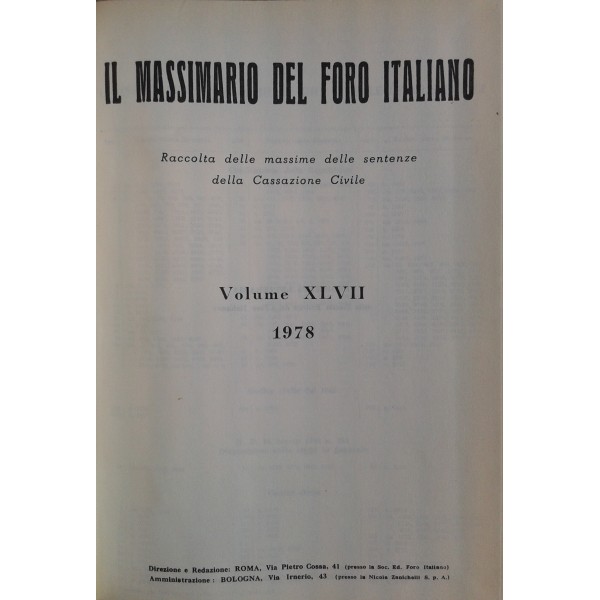 IL MASSIMARIO DEL FORO ITALIANO
Raccolta delle massime delle sentenze
della Cassazione Civile
Volume XLVII
1978
Direzione e Redazione: ROMA, Via Pietro Cossa, 41 (presso la Soc. Ed. Foro Italiano)
Amministrazione: BOLOGNA, Via Irnerio, 43 (presso la Nicola Zanichelli S. p. A.)